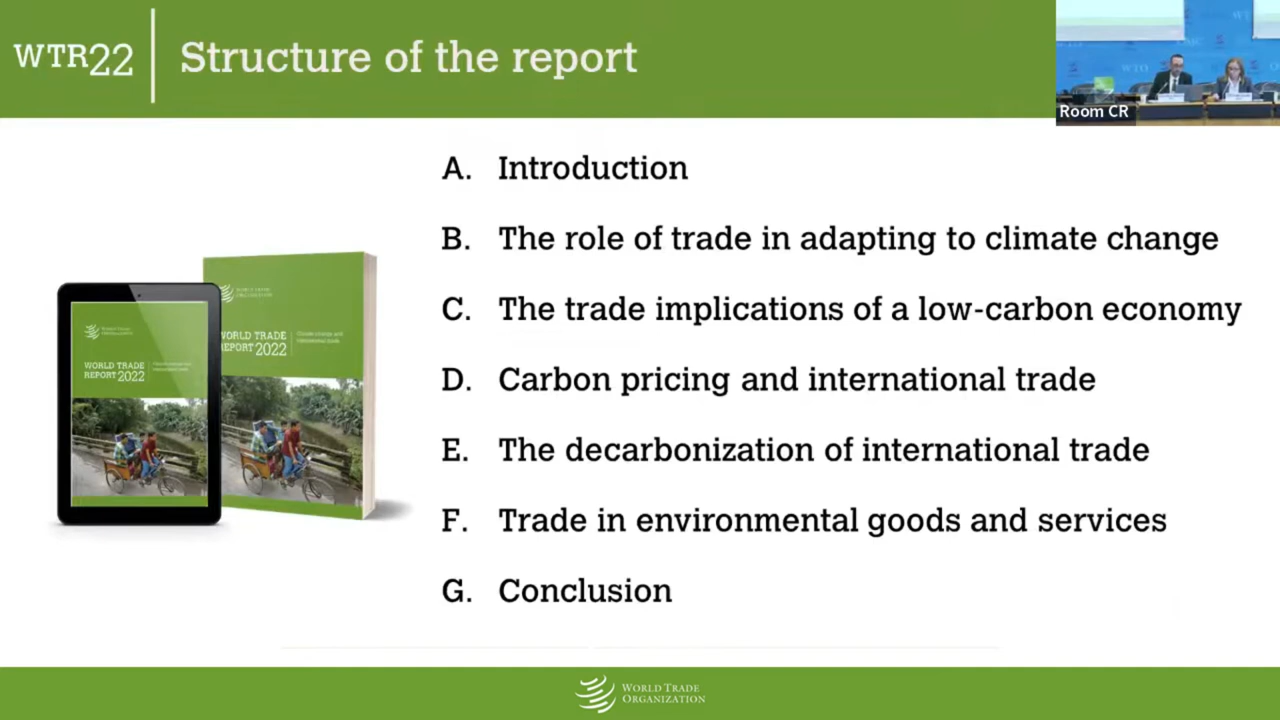 WTR22
Structure of the report
Room CR
WTO
A. Introduction
B. The role of trade in adapting to climate change
C. The trade implications of a low-carbon economy
D. Carbon pricing and international trade
E. The decarbonization of international trade
F. Trade in environmental goods and services
G. Conclusion
WORLD TRADE
REPORT 2022
WORLD TRADE
REPORT 2022
WORLD TRADE
ORGANIZATION